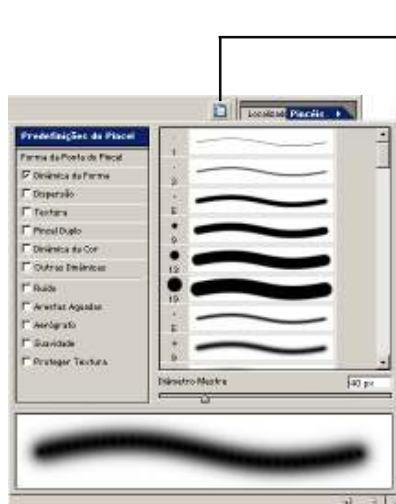 Pincéis
Predefinições do Pincel
Forma da Ponta do Pincel
Dinâmica da Forma
Dispersão
Textura
Pincel Duplo
Dinâmica da Cor
Outras Dinâmicas
Ruído
Arestas Aguadas
Aerógrafo
Suavidade
Proteger Textura
1
3
5
9
13
19
5
9
Diâmetro Mestre
40 px